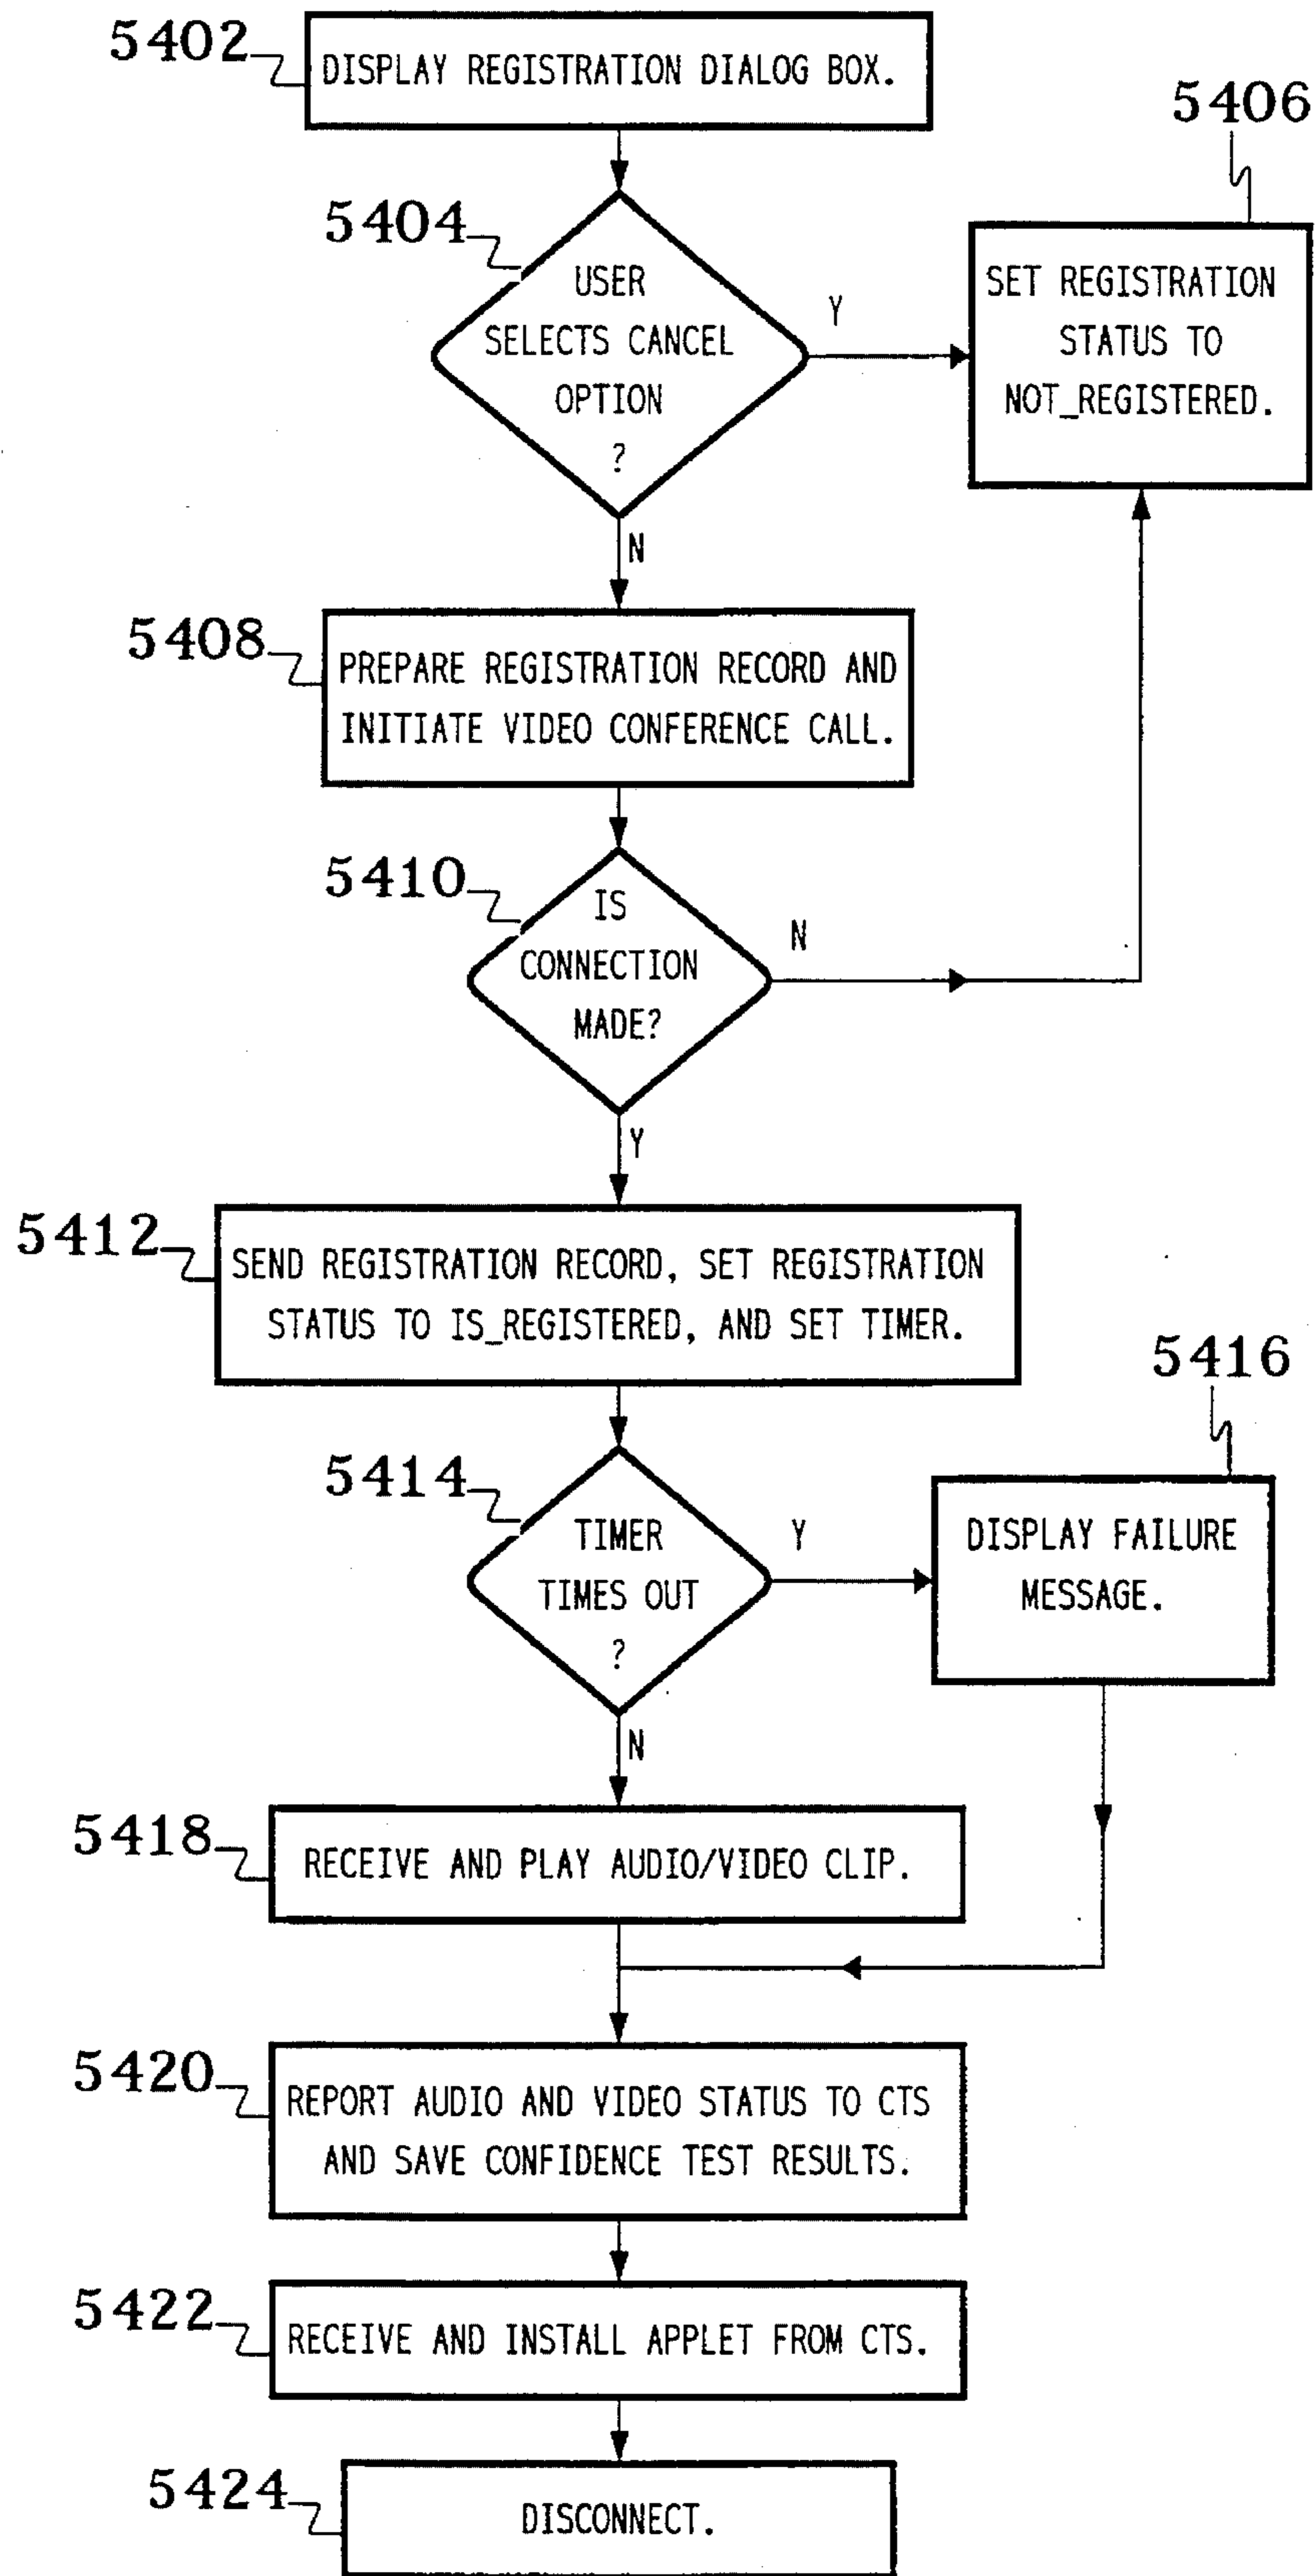 5402
DISPLAY REGISTRATION DIALOG BOX.
5404
USER
SELECTS CANCEL
OPTION
?
Y
5406
SET REGISTRATION
STATUS TO
NOT_REGISTERED.
N
5408
PREPARE REGISTRATION RECORD AND
INITIATE VIDEO CONFERENCE CALL.
5410
IS
CONNECTION
MADE?
N
Y
5412
SEND REGISTRATION RECORD, SET REGISTRATION
STATUS TO IS_REGISTERED, AND SET TIMER.
5414
TIMER
TIMES OUT
?
Y
5416
DISPLAY FAILURE
MESSAGE.
N
5418
RECEIVE AND PLAY AUDIO/VIDEO CLIP.
5420
REPORT AUDIO AND VIDEO STATUS TO CTS
AND SAVE CONFIDENCE TEST RESULTS.
5422
RECEIVE AND INSTALL APPLET FROM CTS.
5424
DISCONNECT.